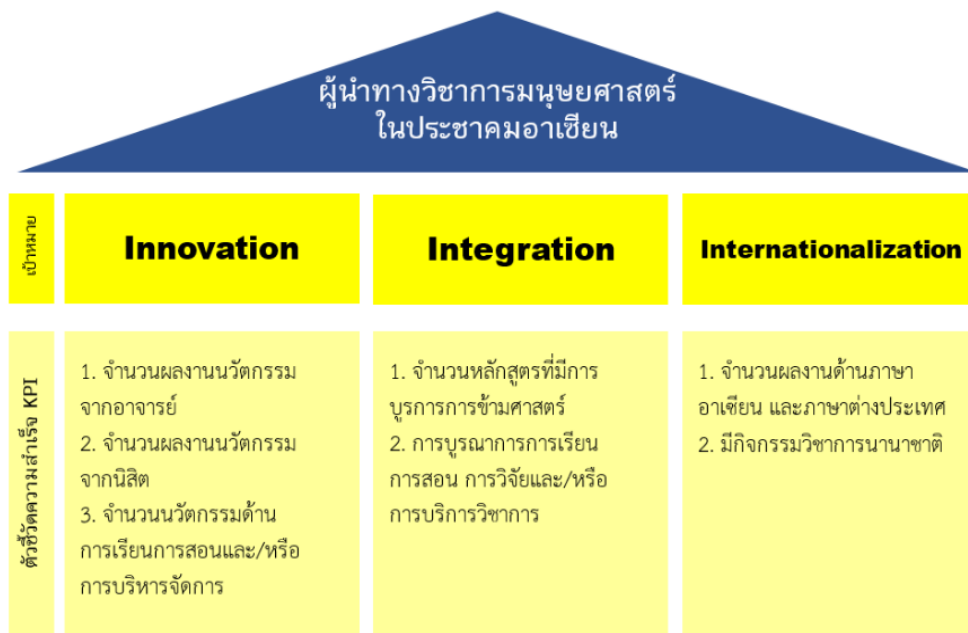 ผู้นำทางวิชาการมนุษยศาสตร์
ในประชาคมอาเซียน
เป้าหมาย
Innovation
Integration
Internationalization
ตัวชี้วัดความสำเร็จ KPI
1. จำนวนผลงานนวัตกรรม
จากอาจารย์
2. จำนวนผลงานนวัตกรรม
จากนิสิต
3. จำนวนนวัตกรรมด้าน
การเรียนการสอนและ/หรือ
การบริหารจัดการ
1. จำนวนหลักสูตรที่มีการ
บูรการการข้ามศาสตร์
2. การบูรณาการการเรียน
การสอน การวิจัยและ/หรือ
การบริการวิชาการ
1. จำนวนผลงานด้านภาษา
อาเซียน และภาษาต่างประเทศ
2. มีกิจกรรมวิชาการนานาชาติ